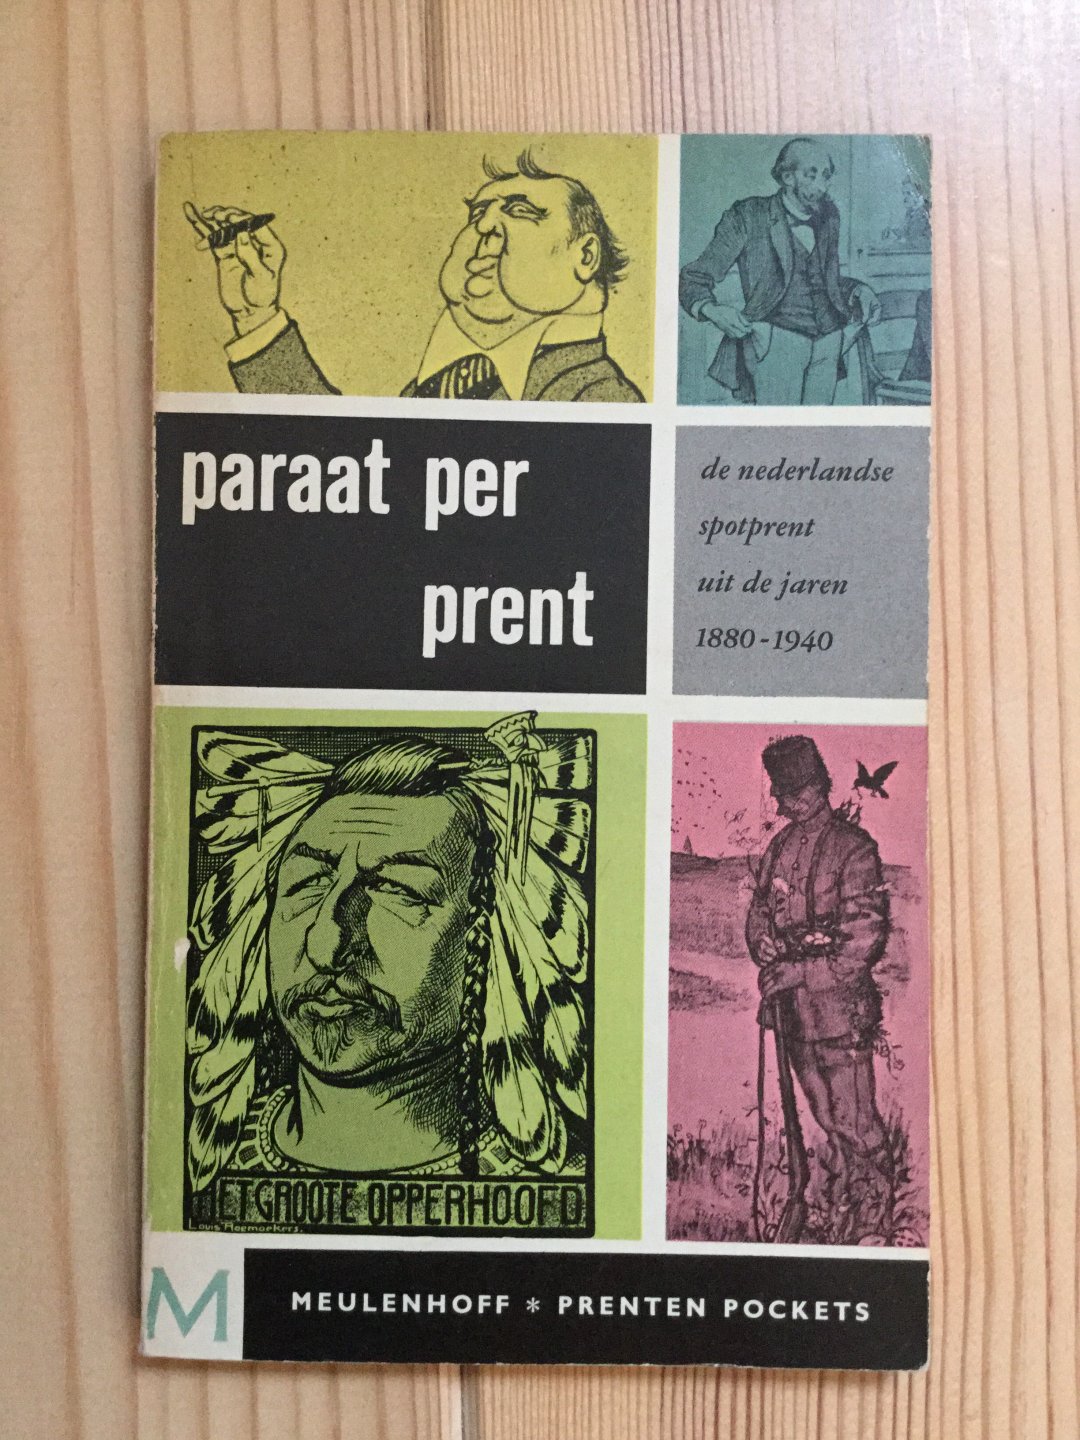 paraat per
prent
de nederlandse
spotprent
uit de jaren
1880-1940
HET GROOTE OPPERHOOFD
Louis Raemaekers.
M
MEULENHOFF * PRENTEN POCKETS